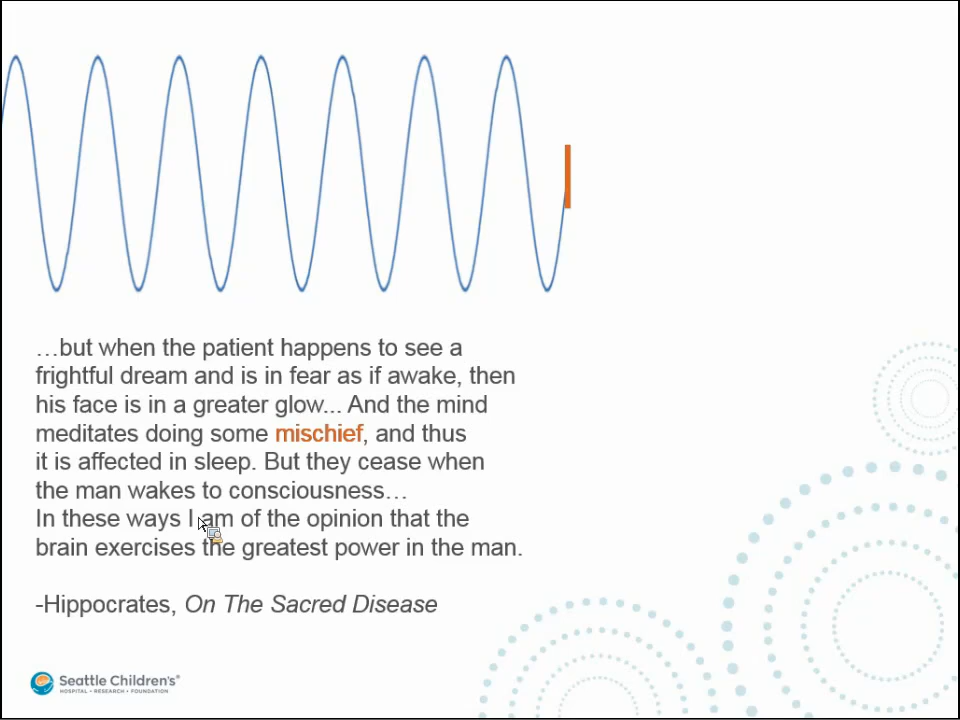 …but when the patient happens to see a
frightful dream and is in fear as if awake, then
his face is in a greater glow... And the mind
meditates doing some mischief, and thus
it is affected in sleep. But they cease when
the man wakes to consciousness…
In these ways I am of the opinion that the
brain exercises the greatest power in the man.
-Hippocrates, On The Sacred Disease
Seattle Children's®
HOSPITAL • RESEARCH • FOUNDATION